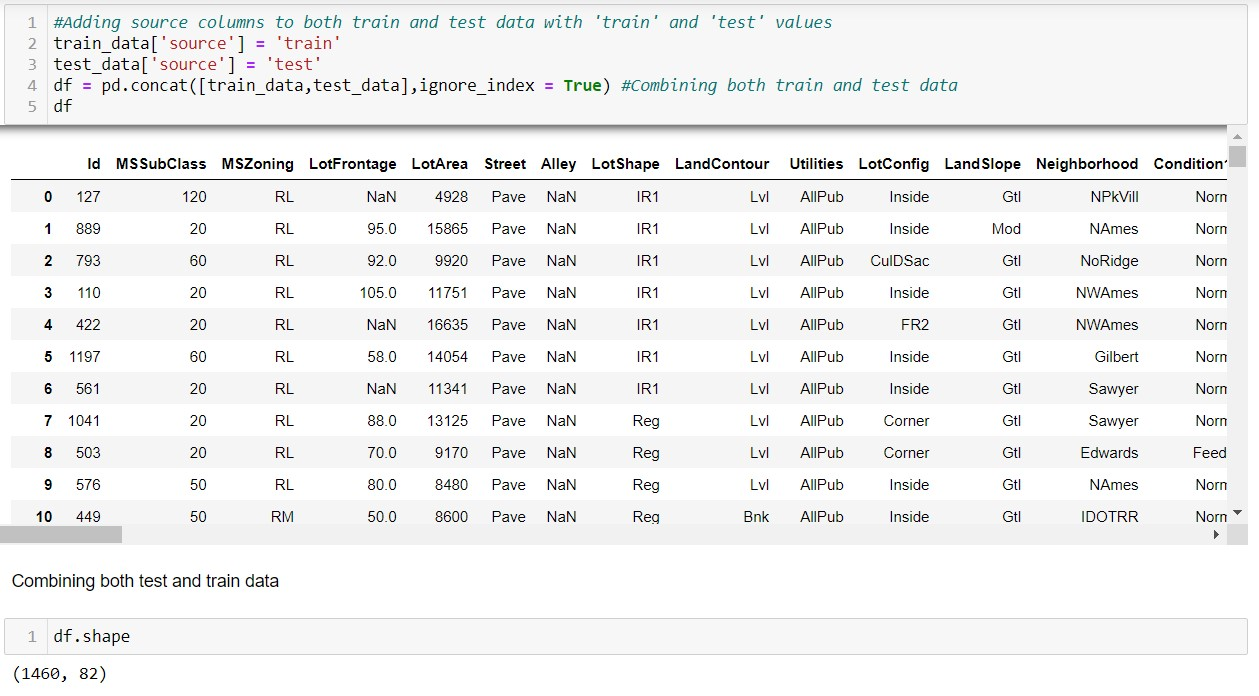 1 #Adding source columns to both train and test data with 'train' and 'test' values
2 train_data['source'] = 'train'
3 test_data['source'] = 'test'
4 df = pd.concat([train_data,test_data],ignore_index = True) #Combining both train and test data
5 df
Id MSSubClass MSZoning LotFrontage LotArea Street Alley LotShape LandContour Utilities LotConfig LandSlope Neighborhood Condition
0 127 120 RL NaN 4928 Pave NaN IR1 Lvl AllPub Inside Gtl NPkVill Norm
1 889 20 RL 95.0 15865 Pave NaN IR1 Lvl AllPub Inside Mod NAmes Norm
2 793 60 RL 92.0 9920 Pave NaN IR1 Lvl AllPub CulDSac Gtl NoRidge Norm
3 110 20 RL 105.0 11751 Pave NaN IR1 Lvl AllPub Inside Gtl NWAmes Norm
4 422 20 RL NaN 16635 Pave NaN IR1 Lvl AllPub FR2 Gtl NWAmes Norm
5 1197 60 RL 58.0 14054 Pave NaN IR1 Lvl AllPub Inside Gtl Gilbert Norm
6 561 20 RL NaN 11341 Pave NaN IR1 Lvl AllPub Inside Gtl Sawyer Norm
7 1041 20 RL 88.0 13125 Pave NaN Reg Lvl AllPub Corner Gtl Sawyer Norm
8 503 20 RL 70.0 9170 Pave NaN Reg Lvl AllPub Corner Gtl Edwards Feed
9 576 50 RL 80.0 8480 Pave NaN Reg Lvl AllPub Inside Gtl NAmes Norm
10 449 50 RM 50.0 8600 Pave NaN Reg Bnk AllPub Inside Gtl IDOTRR Norm
Combining both test and train data
1 df.shape
(1460, 82)